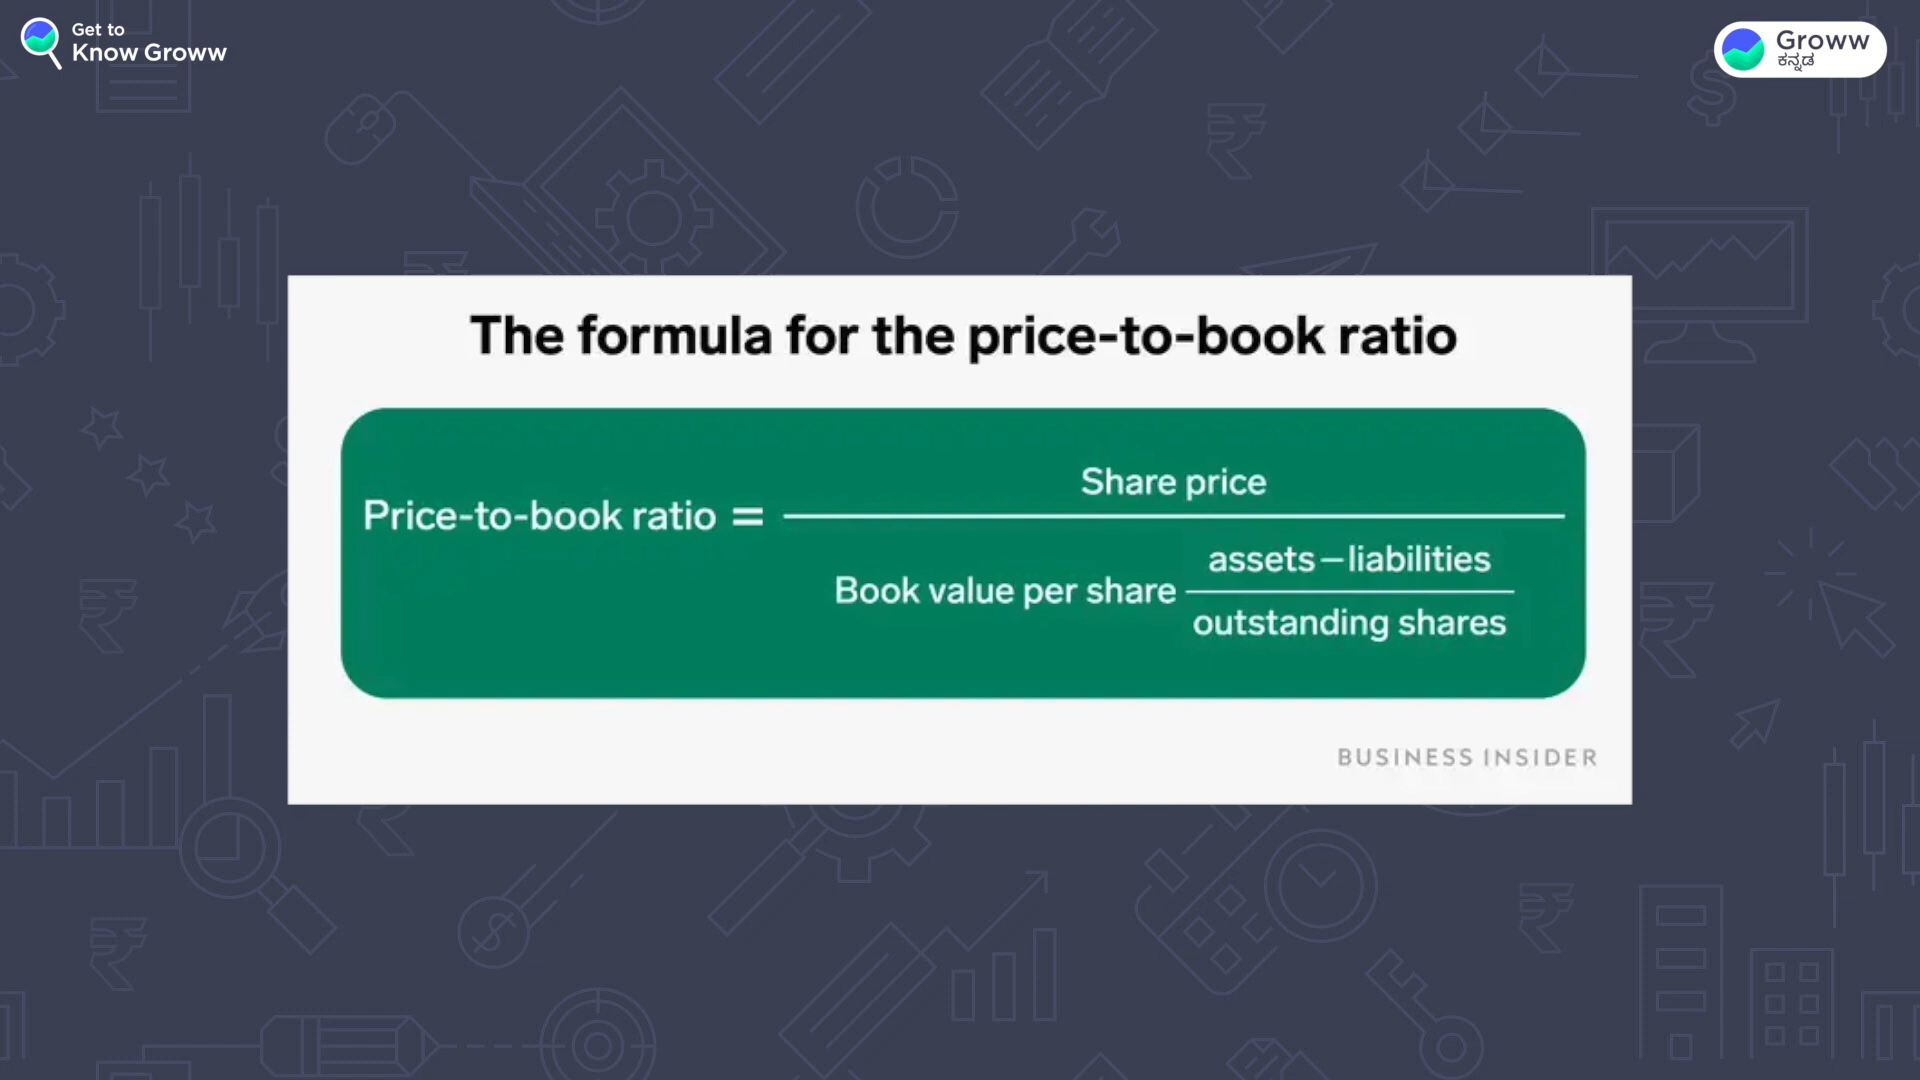 Get to
Know Groww
Groww
ಕನ್ನಡ
The formula for the price-to-book ratio
Price-to-book ratio =
Share price
Book value per share
assets – liabilities
outstanding shares
BUSINESS INSIDER